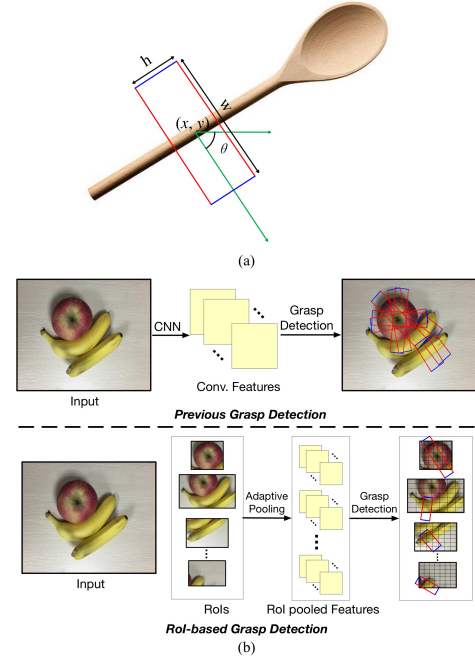 h
w
(x, y)
θ
(a)
CNN
Grasp
Detection
Input
Conv. Features
Previous Grasp Detection
Adaptive
Pooling
Grasp
Detection
Input
RoIs
RoI pooled Features
RoI-based Grasp Detection
(b)